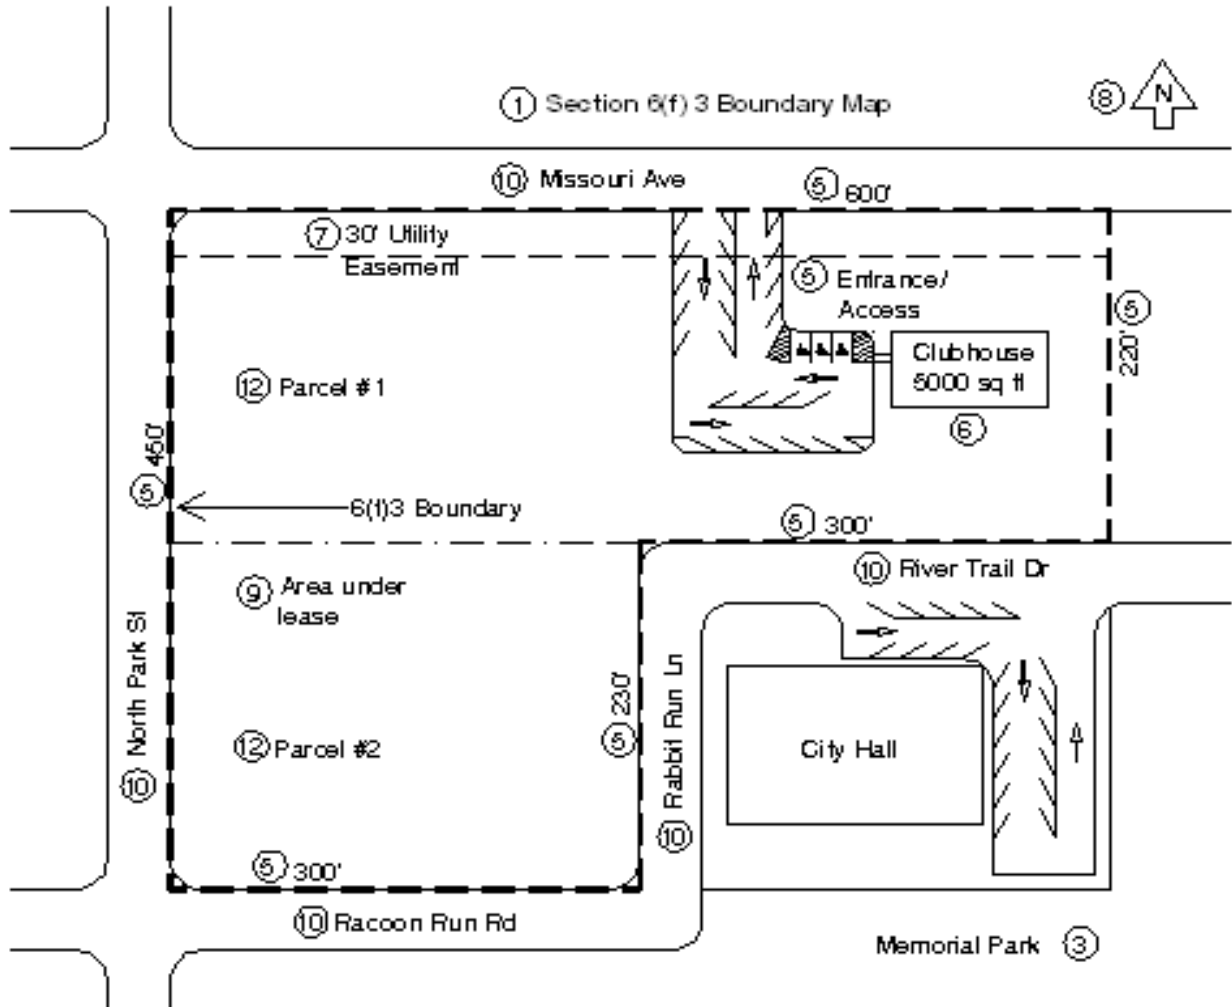 ① Section 6(f) 3 Boundary Map
⑧ N
⑩ Missouri Ave
⑤ 600'
⑦ 30' Utility
Easement
⑤ Entrance/
Access
⑤ 220'
Clubhouse
5000 sq ft
⑥
⑫ Parcel #1
⑤ 450'
6(f)3 Boundary
⑤ 300'
⑩ River Trail Dr
⑨ Area under
lease
⑩ North Park St
⑤ 230'
⑩ Rabbit Run Ln
⑫ Parcel #2
City Hall
⑤ 300'
⑩ Racoon Run Rd
Memorial Park ③